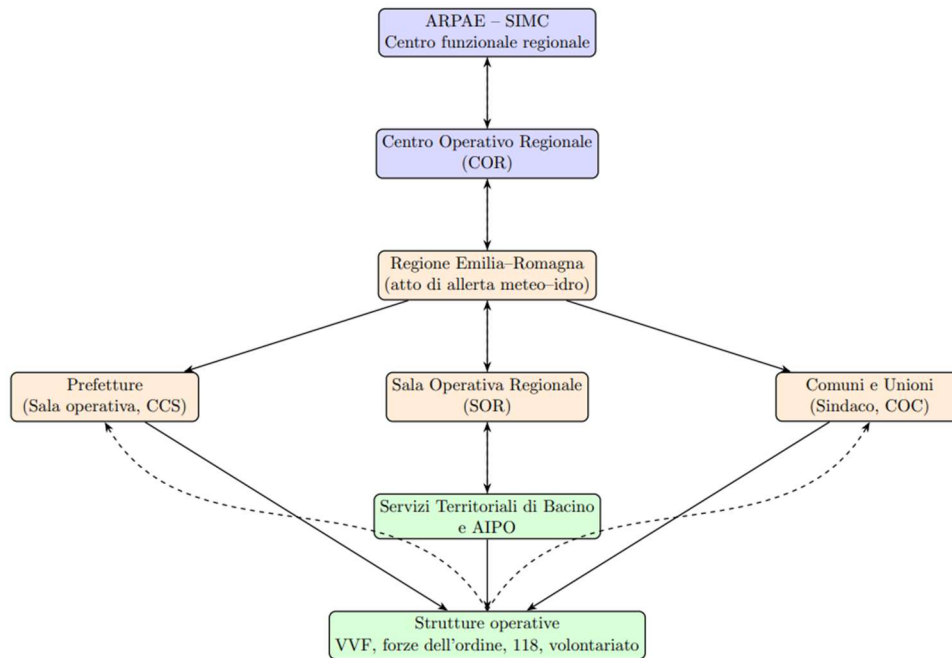 ARPAE – SIMC
Centro funzionale regionale
Centro Operativo Regionale
(COR)
Regione Emilia–Romagna
(atto di allerta meteo–idro)
Prefetture
(Sala operativa, CCS)
Sala Operativa Regionale
(SOR)
Comuni e Unioni
(Sindaco, COC)
Servizi Territoriali di Bacino
e AIPO
Strutture operative
VVF, forze dell'ordine, 118, volontariato